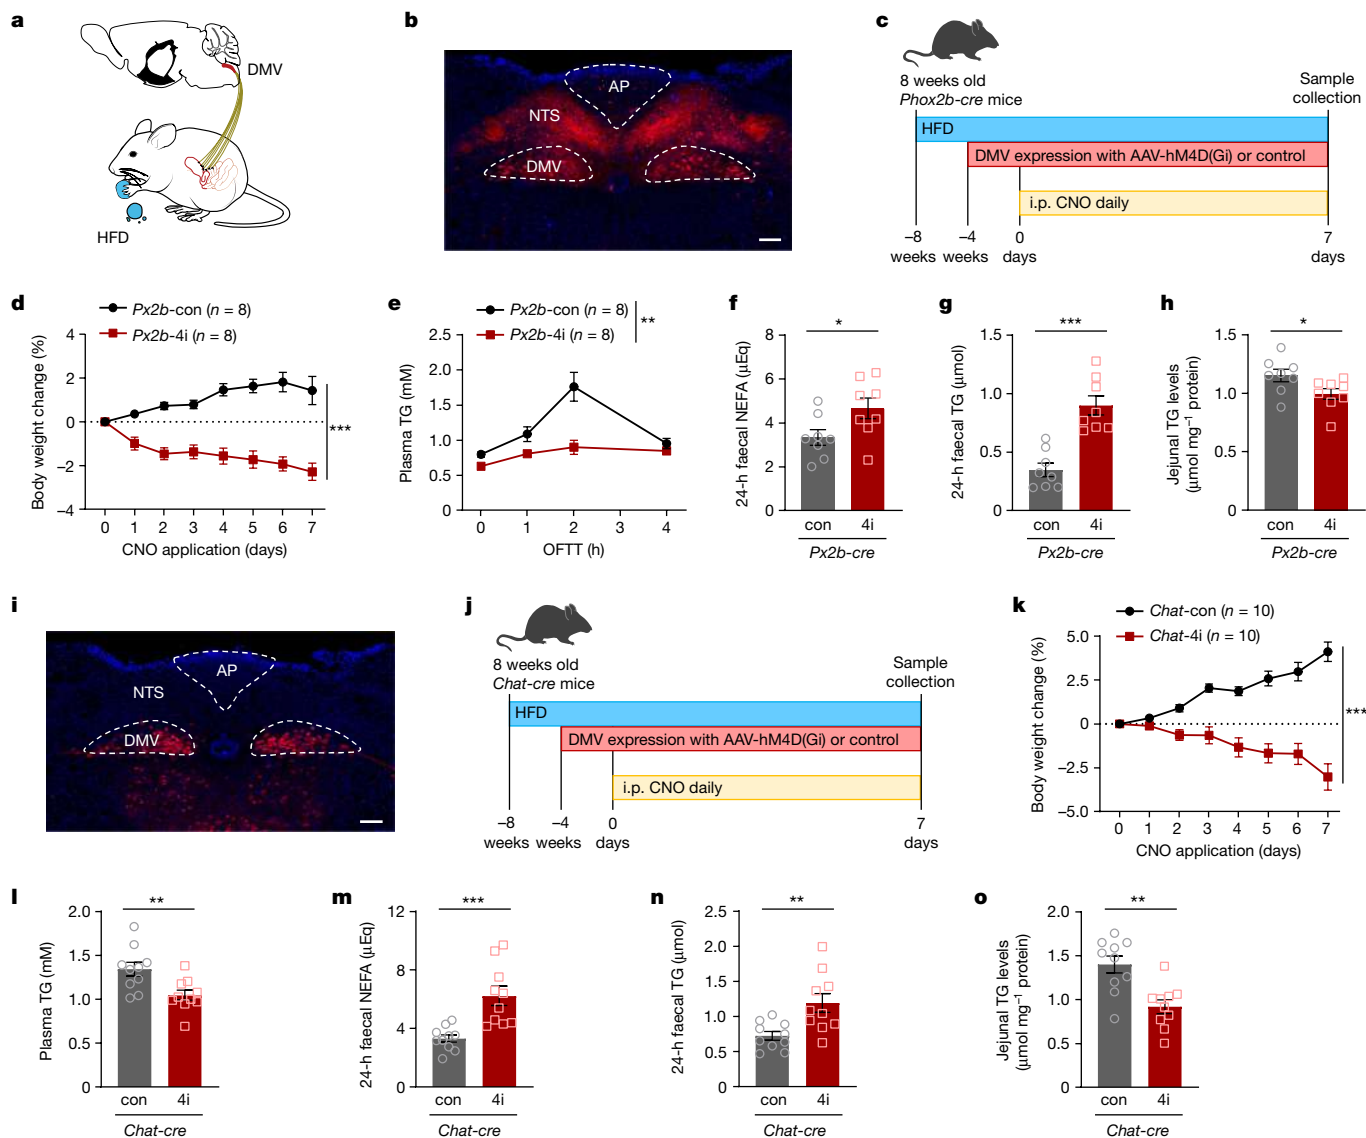 a
DMV
HFD
b
AP
NTS
DMV
c
8 weeks old
Phox2b-cre mice
Sample
collection
HFD
DMV expression with AAV-hM4D(Gi) or control
i.p. CNO daily
–8
weeks
–4
weeks
0
days
7
days
d
Px2b-con (n = 8)
Px2b-4i (n = 8)
Body weight change (%)
4
2
0
–2
–4
***
0 1 2 3 4 5 6 7
CNO application (days)
e
Px2b-con (n = 8)
Px2b-4i (n = 8)
**
Plasma TG (mM)
2.5
2.0
1.5
1.0
0.5
0
0 1 2 3 4
OFTT (h)
f
24-h faecal NEFA (µEq)
8
6
4
2
0
*
con 4i
Px2b-cre
g
24-h faecal TG (µmol)
1.5
1.0
0.5
0
***
con 4i
Px2b-cre
h
Jejunal TG levels
(µmol mg⁻¹ protein)
1.5
1.0
0.5
0
*
con 4i
Px2b-cre
i
AP
NTS
DMV
j
8 weeks old
Chat-cre mice
Sample
collection
HFD
DMV expression with AAV-hM4D(Gi) or control
i.p. CNO daily
–8
weeks
–4
weeks
0
days
7
days
k
Chat-con (n = 10)
Chat-4i (n = 10)
Body weight change (%)
5.0
2.5
0
–2.5
–5.0
***
0 1 2 3 4 5 6 7
CNO application (days)
l
Plasma TG (mM)
2.0
1.5
1.0
0.5
0
**
con 4i
Chat-cre
m
24-h faecal NEFA (µEq)
12
8
4
0
***
con 4i
Chat-cre
n
24-h faecal TG (µmol)
2.5
2.0
1.5
1.0
0.5
0
**
con 4i
Chat-cre
o
Jejunal TG levels
(µmol mg⁻¹ protein)
2.0
1.5
1.0
0.5
0
**
con 4i
Chat-cre